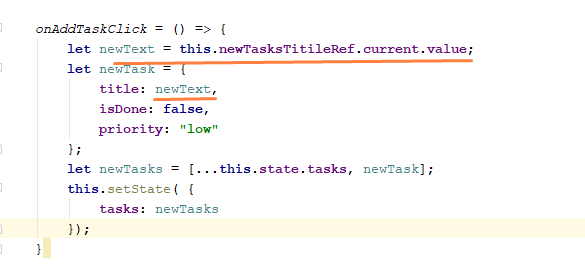 onAddTaskClick = () => {
let newText = this.newTasksTitileRef.current.value;
let newTask = {
title: newText,
isDone: false,
priority: "low"
};
let newTasks = [...this.state.tasks, newTask];
this.setState( {
tasks: newTasks
});
}